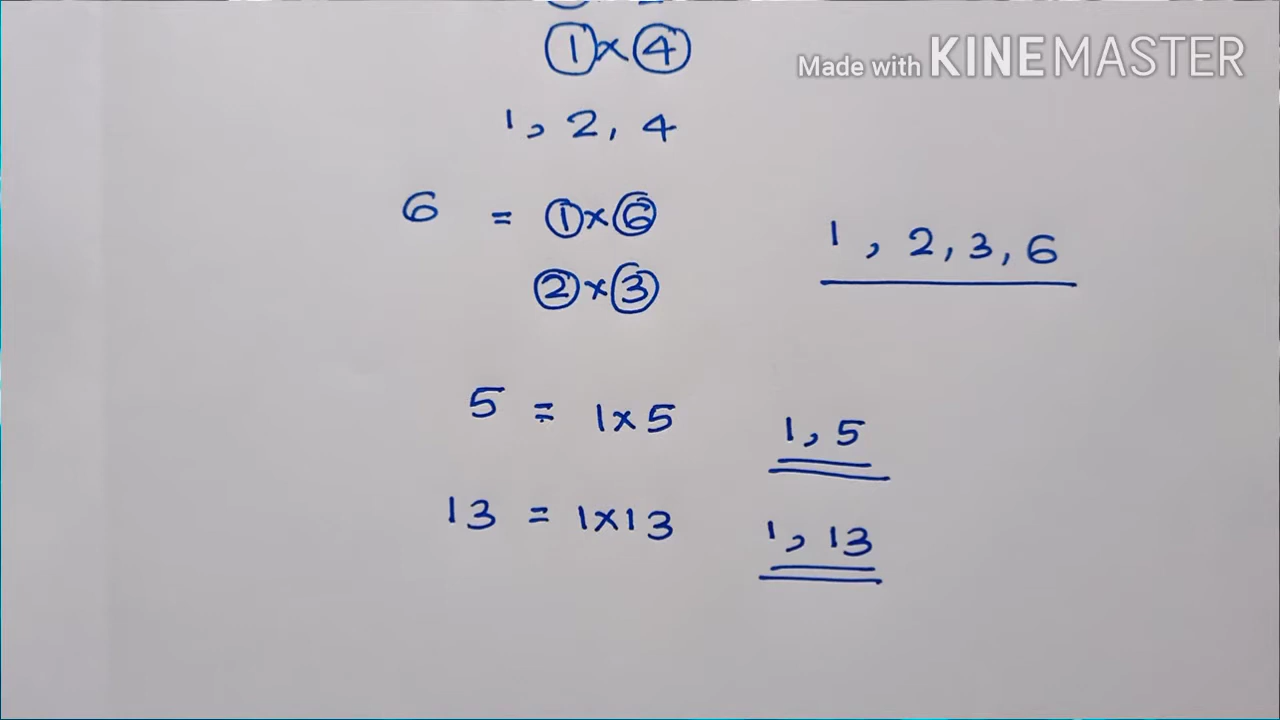 1 x 4
Made with KINEMASTER
1, 2, 4
6 = 1 x 6
1, 2, 3, 6
2 x 3
5 = 1 x 5
1, 5
13 = 1 x 13
1, 13